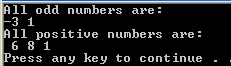 All odd numbers are:
-3 1
All positive numbers are:
6 8 1
Press any key to continue . .